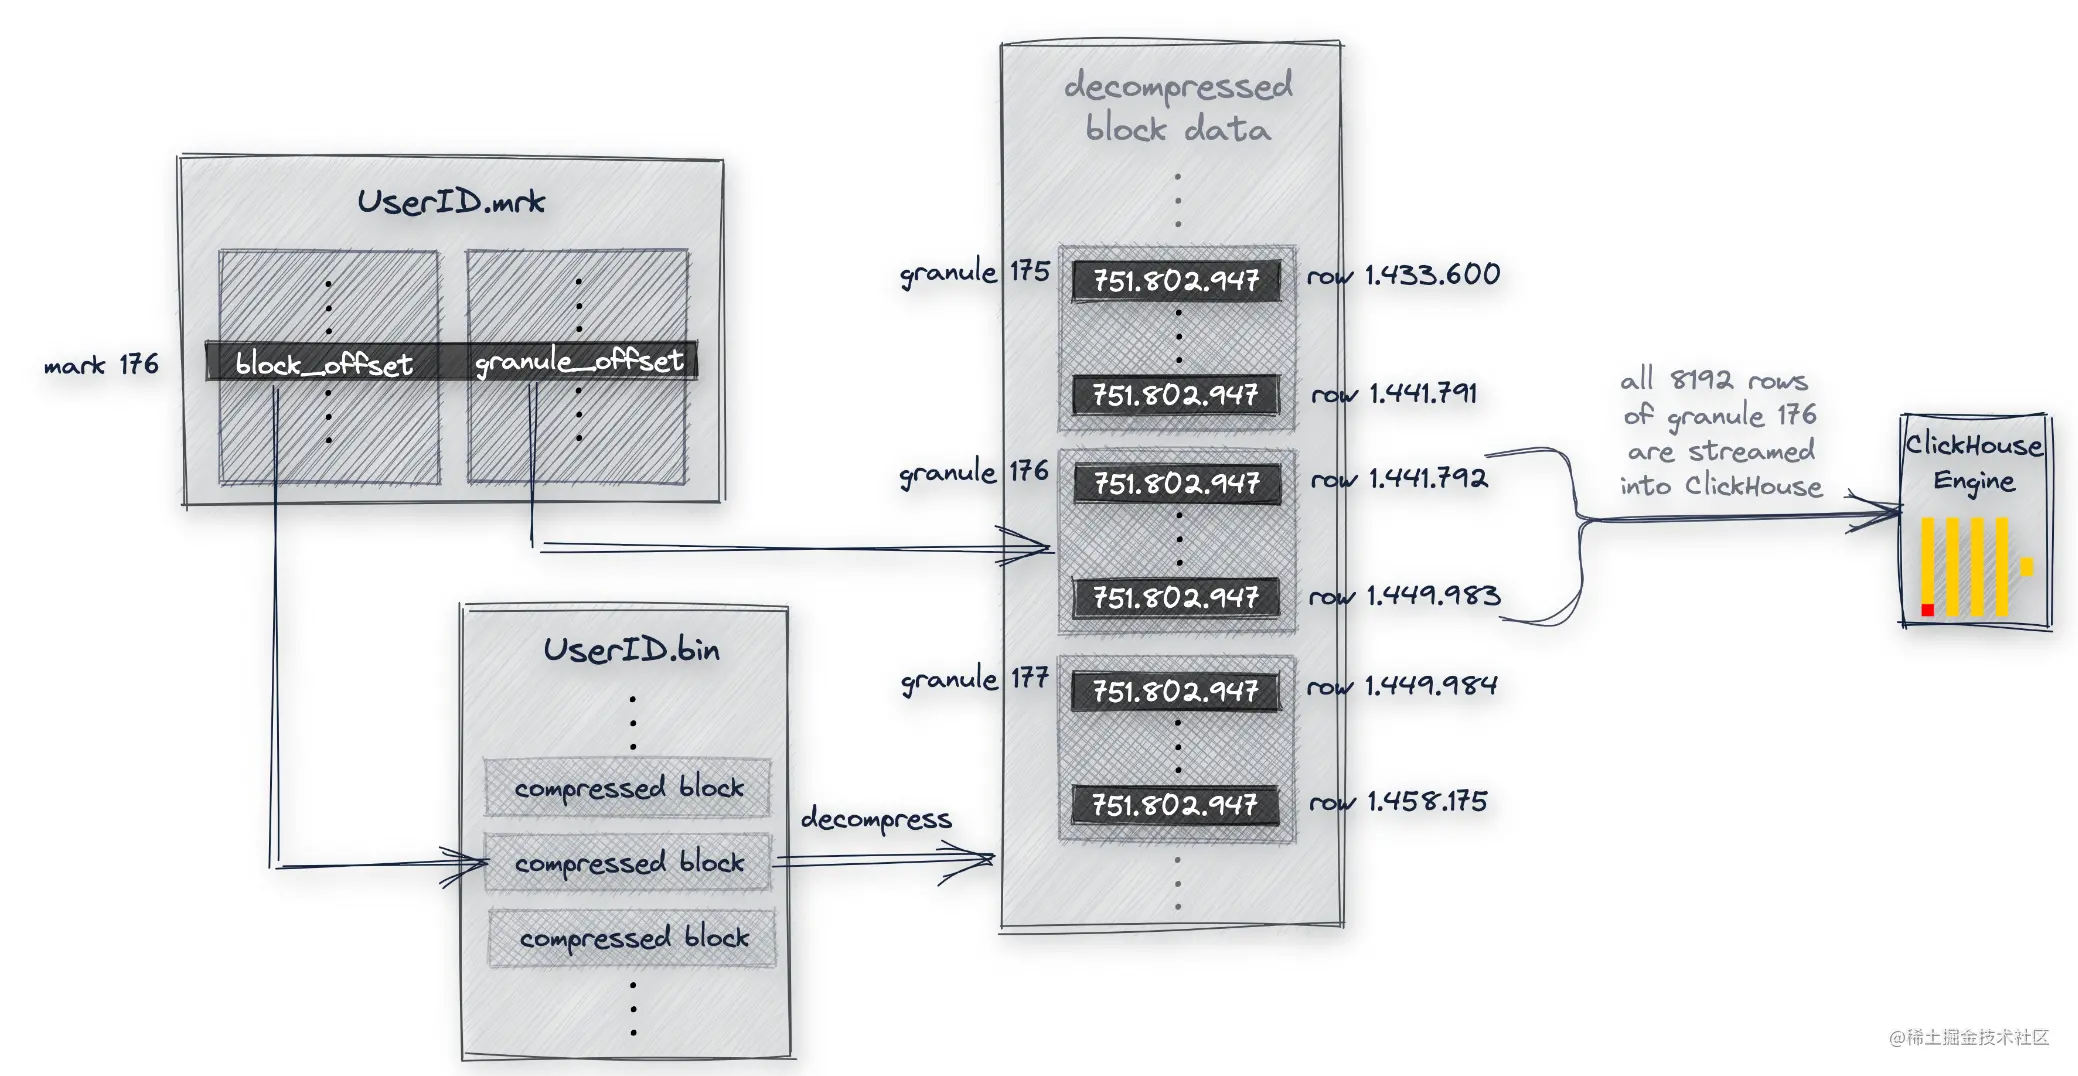 decompressed
block data
UserID.mrk
mark 176
block_offset
granule_offset
granule 175
751.802.947
row 1.433.600
751.802.947
row 1.441.791
granule 176
751.802.947
row 1.441.792
751.802.947
row 1.449.983
granule 177
751.802.947
row 1.449.984
751.802.947
row 1.458.175
all 8192 rows
of granule 176
are streamed
into ClickHouse
ClickHouse
Engine
UserID.bin
compressed block
compressed block
compressed block
decompress
@稀土掘金技术社区